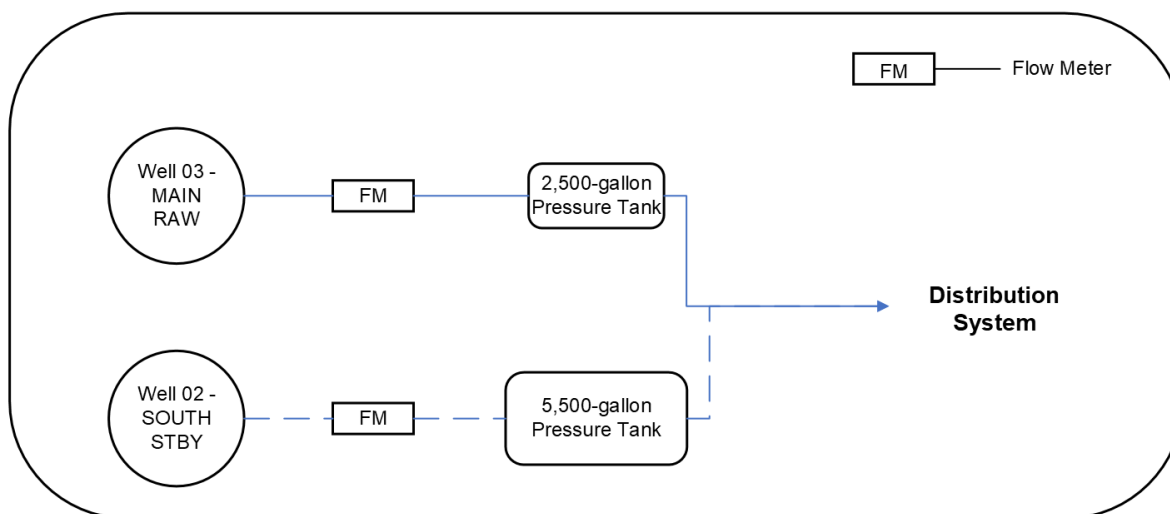 FM
Flow Meter
Well 03 -
MAIN
RAW
FM
2,500-gallon
Pressure Tank
Distribution
System
Well 02 -
SOUTH
STBY
FM
5,500-gallon
Pressure Tank